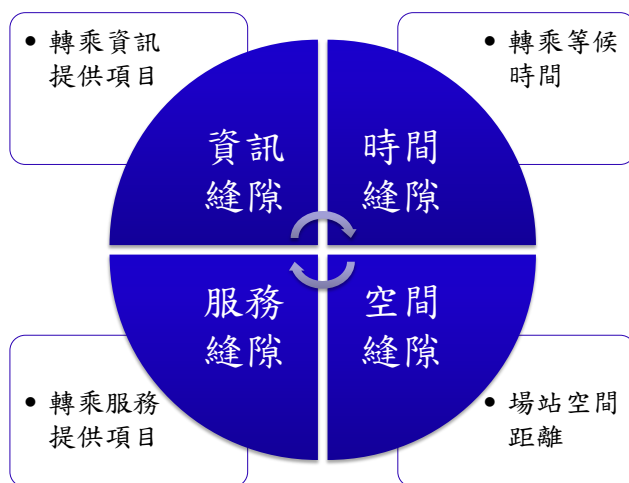 • 轉乘資訊
提供項目
• 轉乘等候
時間
資訊
縫隙
時間
縫隙
服務
縫隙
空間
縫隙
• 轉乘服務
提供項目
• 場站空間
距離